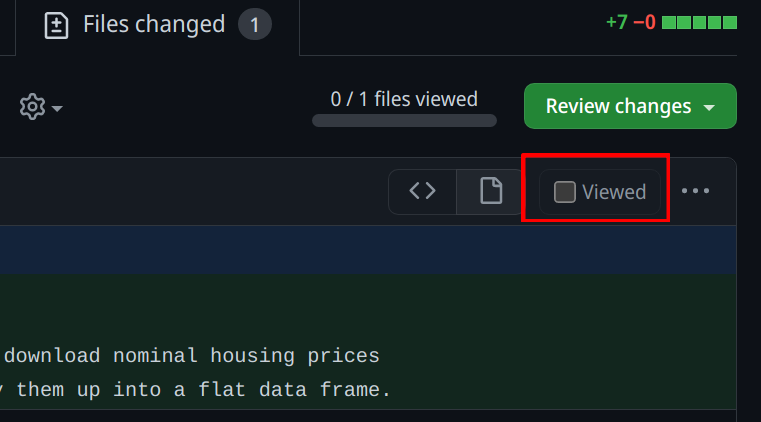 Files changed 1 +7 −0
0 / 1 files viewed
Review changes
Viewed
download nominal housing prices
them up into a flat data frame.